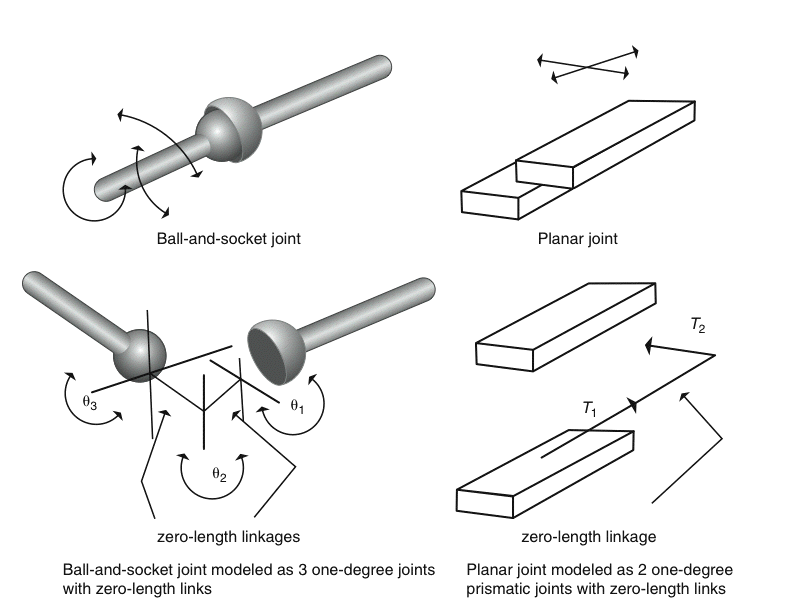 Ball-and-socket joint
Planar joint
T2
θ3
θ1
T1
θ2
zero-length linkages
zero-length linkage
Ball-and-socket joint modeled as 3 one-degree joints
with zero-length links
Planar joint modeled as 2 one-degree
prismatic joints with zero-length links